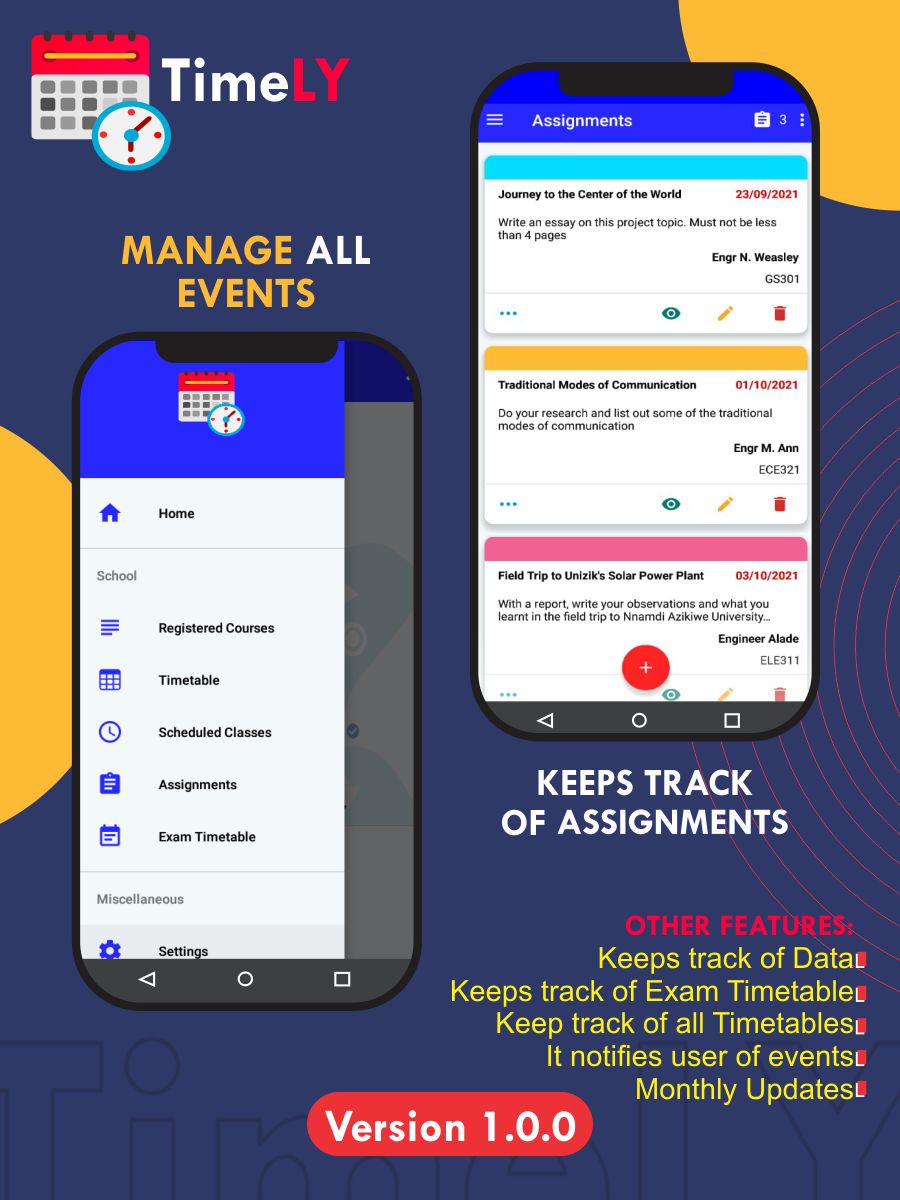 TimeLY
MANAGE ALL
EVENTS
Home
School
Registered Courses
Timetable
Scheduled Classes
Assignments
Exam Timetable
Miscellaneous
Settings
Assignments 3
Journey to the Center of the World 23/09/2021
Write an essay on this project topic. Must not be less
than 4 pages
Engr N. Weasley
GS301
Traditional Modes of Communication 01/10/2021
Do your research and list out some of the traditional
modes of communication
Engr M. Ann
ECE321
Field Trip to Unizik's Solar Power Plant 03/10/2021
With a report, write your observations and what you
learnt in the field trip to Nnamdi Azikiwe University...
Engineer Alade
ELE311
KEEPS TRACK
OF ASSIGNMENTS
OTHER FEATURES:
Keeps track of Data
Keeps track of Exam Timetable
Keep track of all Timetables
It notifies user of events
Monthly Updates
TimeLY
Version 1.0.0